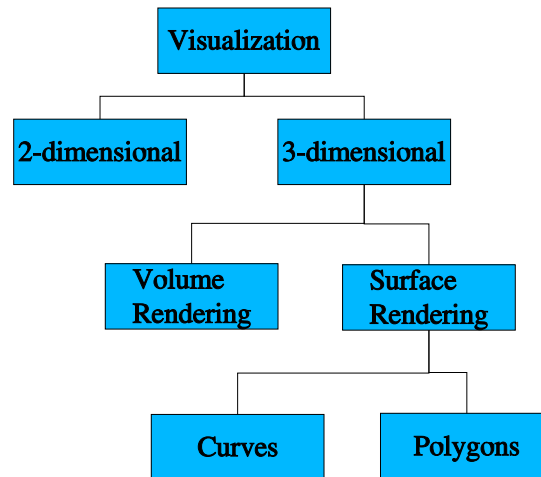 Visualization
2-dimensional
3-dimensional
Volume
Rendering
Surface
Rendering
Curves
Polygons